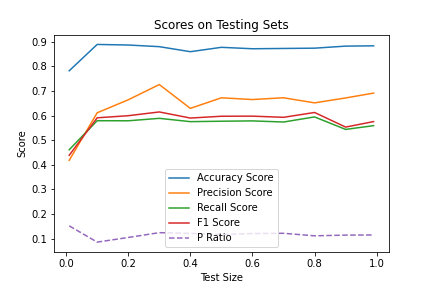 Scores on Testing Sets
0.9
0.8
0.7
0.6
0.5
0.4
0.3
0.2
0.1
Score
Accuracy Score
Precision Score
Recall Score
F1 Score
P Ratio
0.0 0.2 0.4 0.6 0.8 1.0
Test Size